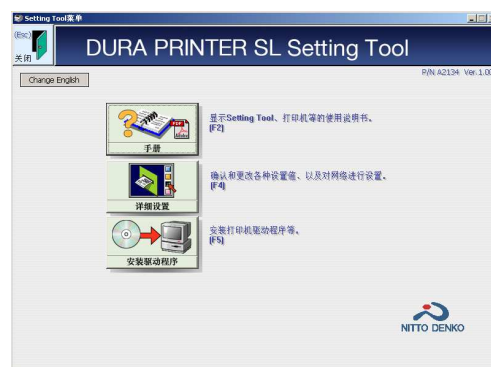 Setting Tool菜单
(Esc)
关闭
DURA PRINTER SL Setting Tool
P/N A2134 Ver.1.00
Change English
显示Setting Tool、打印机等的使用说明书。
[F2]
手册
确认和更改各种设置值、以及对网络进行设置。
[F4]
详细设置
安装打印机驱动程序等。
[F5]
安装驱动程序
NITTO DENKO